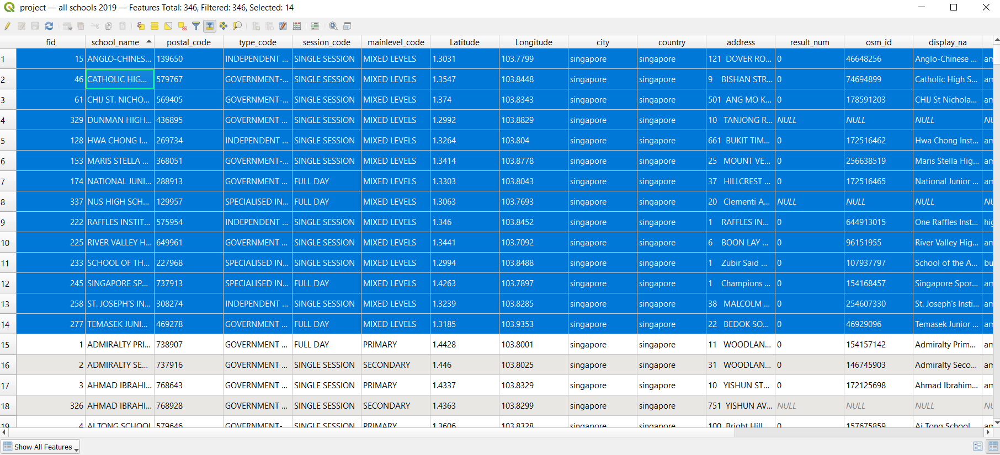 project — all schools 2019 — Features Total: 346, Filtered: 346, Selected: 14
fid school_name postal_code type_code session_code mainlevel_code Latitude Longitude city country address result_num osm_id display_na
1 15 ANGLO-CHINES... 139650 INDEPENDENT ... SINGLE SESSION MIXED LEVELS 1.3031 103.7799 singapore singapore 121 DOVER RO... 0 46648256 Anglo-Chinese ... am
2 46 CATHOLIC HIG... 579767 GOVERNMENT-... SINGLE SESSION MIXED LEVELS 1.3547 103.8448 singapore singapore 9 BISHAN STR... 0 74694899 Catholic High S... am
3 61 CHIJ ST. NICHO... 569405 GOVERNMENT-... SINGLE SESSION MIXED LEVELS 1.374 103.8343 singapore singapore 501 ANG MO K... 0 178591203 CHIJ St Nichola... am
4 329 DUNMAN HIGH... 436895 GOVERNMENT ... SINGLE SESSION MIXED LEVELS 1.2992 103.8829 singapore singapore 10 TANJONG R... NULL NULL NULL NU
5 128 HWA CHONG I... 269734 INDEPENDENT ... SINGLE SESSION MIXED LEVELS 1.3264 103.804 singapore singapore 661 BUKIT TIM... 0 172516462 Hwa Chong Inst... am
6 153 MARIS STELLA ... 368051 GOVERNMENT-... SINGLE SESSION MIXED LEVELS 1.3414 103.8778 singapore singapore 25 MOUNT VE... 0 256638519 Maris Stella Hig... am
7 174 NATIONAL JUNI... 288913 GOVERNMENT ... FULL DAY MIXED LEVELS 1.3303 103.8043 singapore singapore 37 HILLCREST ... 0 172516465 National Junior ... am
8 337 NUS HIGH SCH... 129957 SPECIALISED IN... FULL DAY MIXED LEVELS 1.3063 103.7693 singapore singapore 20 Clementi A... NULL NULL NULL NU
9 222 RAFFLES INSTIT... 575954 INDEPENDENT ... SINGLE SESSION MIXED LEVELS 1.346 103.8452 singapore singapore 1 RAFFLES IN... 0 644913015 One Raffles Inst... hig
10 225 RIVER VALLEY H... 649961 GOVERNMENT ... SINGLE SESSION MIXED LEVELS 1.3441 103.7092 singapore singapore 6 BOON LAY ... 0 96151955 River Valley Hig... am
11 233 SCHOOL OF TH... 227968 SPECIALISED IN... SINGLE SESSION MIXED LEVELS 1.2994 103.8488 singapore singapore 1 Zubir Said ... 0 107937797 School of the A... bu
12 245 SINGAPORE SP... 737913 SPECIALISED IN... FULL DAY MIXED LEVELS 1.4263 103.7897 singapore singapore 1 Champions ... 0 154168457 Singapore Spor... am
13 258 ST. JOSEPH'S IN... 308274 INDEPENDENT ... SINGLE SESSION MIXED LEVELS 1.3239 103.8285 singapore singapore 38 MALCOLM ... 0 254607330 St. Joseph's Insti... am
14 277 TEMASEK JUNI... 469278 GOVERNMENT ... FULL DAY MIXED LEVELS 1.3185 103.9353 singapore singapore 22 BEDOK SO... 0 46929096 Temasek Junior ... am
15 1 ADMIRALTY PRI... 738907 GOVERNMENT ... FULL DAY PRIMARY 1.4428 103.8001 singapore singapore 11 WOODLAN... 0 154157142 Admiralty Prim... am
16 2 ADMIRALTY SE... 737916 GOVERNMENT ... SINGLE SESSION SECONDARY 1.446 103.8025 singapore singapore 31 WOODLAN... 0 146745903 Admiralty Seco... am
17 3 AHMAD IBRAHI... 768643 GOVERNMENT ... SINGLE SESSION PRIMARY 1.4337 103.8329 singapore singapore 10 YISHUN ST... 0 172125698 Ahmad Ibrahim... am
18 326 AHMAD IBRAHI... 768928 GOVERNMENT ... SINGLE SESSION SECONDARY 1.4363 103.8299 singapore singapore 751 YISHUN AV... NULL NULL NULL NU
19 4 AI TONG SCHOOL 579646 GOVERNMENT-... SINGLE SESSION PRIMARY 1.3606 103.8328 singapore singapore 100 Bright Hill ... 0 157675859 Ai Tong School am
Show All Features